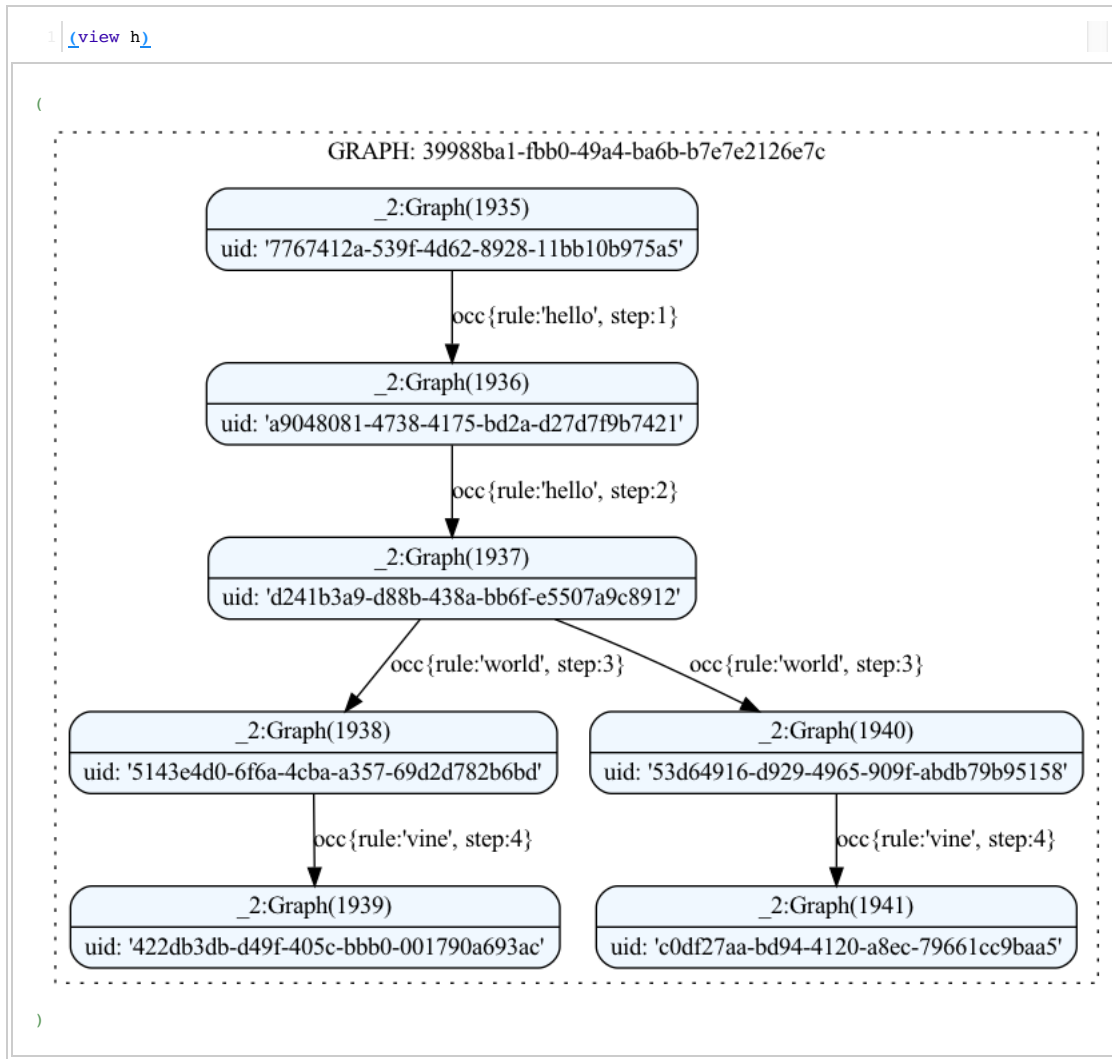 1 (view h)
(
GRAPH: 39988ba1-fbb0-49a4-ba6b-b7e7e2126e7c
_2:Graph(1935)
uid: '7767412a-539f-4d62-8928-11bb10b975a5'
occ{rule:'hello', step:1}
_2:Graph(1936)
uid: 'a9048081-4738-4175-bd2a-d27d7f9b7421'
occ{rule:'hello', step:2}
_2:Graph(1937)
uid: 'd241b3a9-d88b-438a-bb6f-e5507a9c8912'
occ{rule:'world', step:3} occ{rule:'world', step:3}
_2:Graph(1938) _2:Graph(1940)
uid: '5143e4d0-6f6a-4cba-a357-69d2d782b6bd' uid: '53d64916-d929-4965-909f-abdb79b95158'
occ{rule:'vine', step:4} occ{rule:'vine', step:4}
_2:Graph(1939) _2:Graph(1941)
uid: '422db3db-d49f-405c-bbb0-001790a693ac' uid: 'c0df27aa-bd94-4120-a8ec-79661cc9baa5'
)